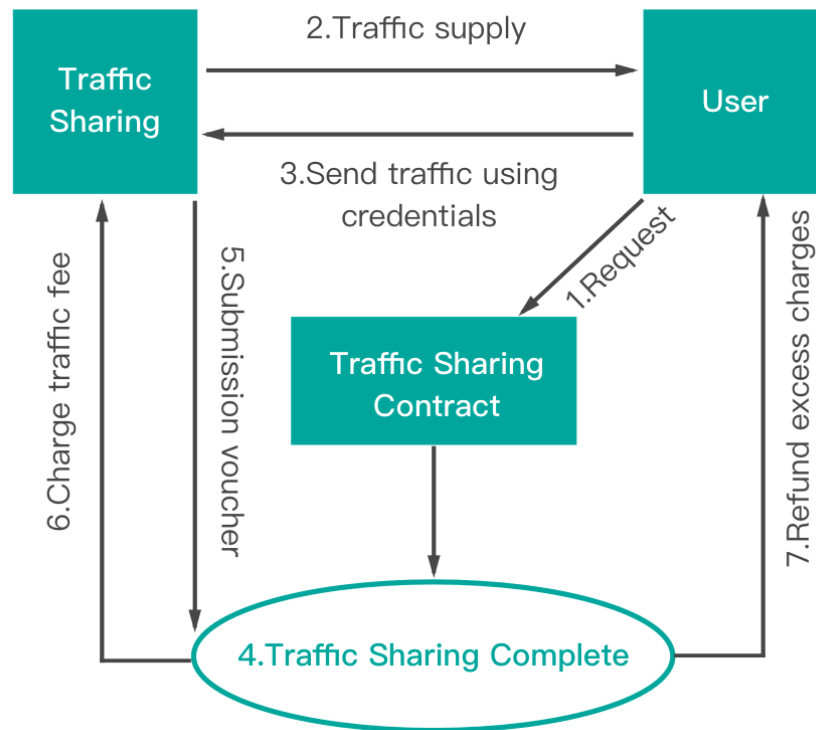 2.Traffic supply
Traffic
Sharing
User
3.Send traffic using
credentials
1.Request
Traffic Sharing
Contract
5.Submission voucher
6.Charge traffic fee
7.Refund excess charges
4.Traffic Sharing Complete